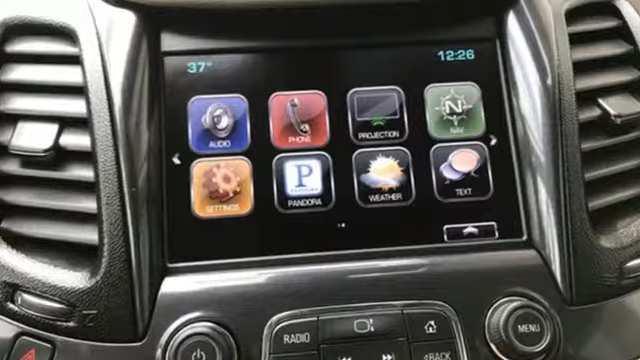 37° 12:26
AUDIO PHONE PROJECTION N NAV
SETTINGS P PANDORA WEATHER TEXT
RADIO MENU
BACK